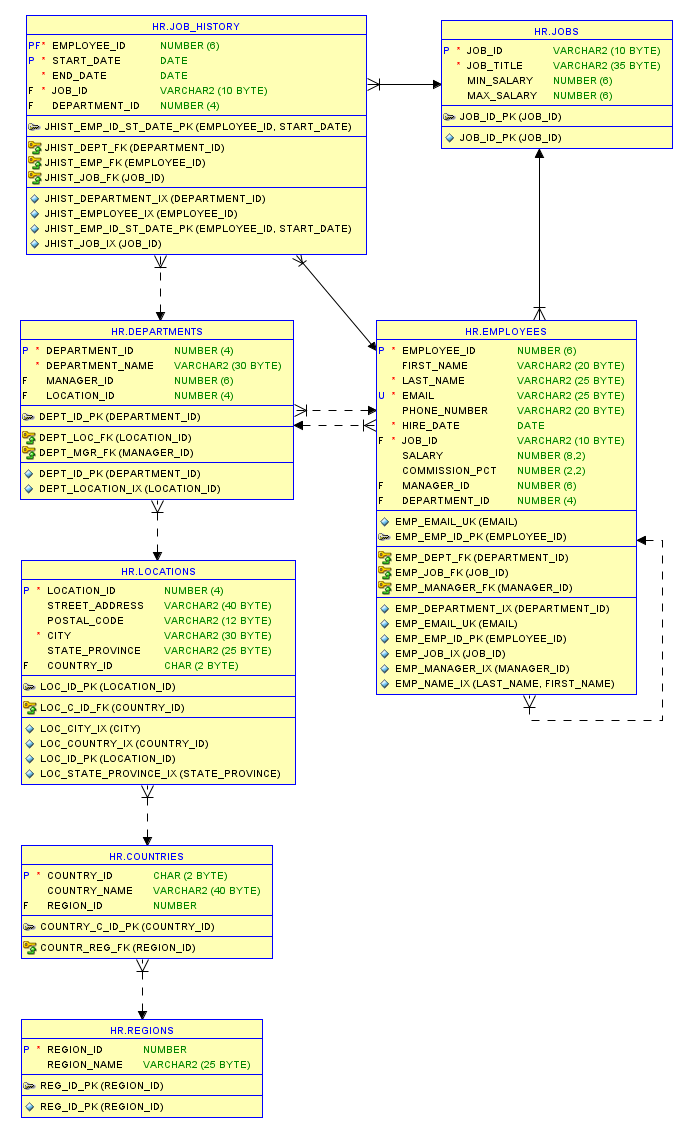 HR.JOB_HISTORY
PF* EMPLOYEE_ID NUMBER (6)
P * START_DATE DATE
* END_DATE DATE
F * JOB_ID VARCHAR2 (10 BYTE)
F DEPARTMENT_ID NUMBER (4)
JHIST_EMP_ID_ST_DATE_PK (EMPLOYEE_ID, START_DATE)
JHIST_DEPT_FK (DEPARTMENT_ID)
JHIST_EMP_FK (EMPLOYEE_ID)
JHIST_JOB_FK (JOB_ID)
JHIST_DEPARTMENT_IX (DEPARTMENT_ID)
JHIST_EMPLOYEE_IX (EMPLOYEE_ID)
JHIST_EMP_ID_ST_DATE_PK (EMPLOYEE_ID, START_DATE)
JHIST_JOB_IX (JOB_ID)
HR.JOBS
P * JOB_ID VARCHAR2 (10 BYTE)
* JOB_TITLE VARCHAR2 (35 BYTE)
MIN_SALARY NUMBER (6)
MAX_SALARY NUMBER (6)
JOB_ID_PK (JOB_ID)
JOB_ID_PK (JOB_ID)
HR.DEPARTMENTS
P * DEPARTMENT_ID NUMBER (4)
* DEPARTMENT_NAME VARCHAR2 (30 BYTE)
F MANAGER_ID NUMBER (6)
F LOCATION_ID NUMBER (4)
DEPT_ID_PK (DEPARTMENT_ID)
DEPT_LOC_FK (LOCATION_ID)
DEPT_MGR_FK (MANAGER_ID)
DEPT_ID_PK (DEPARTMENT_ID)
DEPT_LOCATION_IX (LOCATION_ID)
HR.EMPLOYEES
P * EMPLOYEE_ID NUMBER (6)
FIRST_NAME VARCHAR2 (20 BYTE)
* LAST_NAME VARCHAR2 (25 BYTE)
U * EMAIL VARCHAR2 (25 BYTE)
PHONE_NUMBER VARCHAR2 (20 BYTE)
* HIRE_DATE DATE
F * JOB_ID VARCHAR2 (10 BYTE)
SALARY NUMBER (8,2)
COMMISSION_PCT NUMBER (2,2)
F MANAGER_ID NUMBER (6)
F DEPARTMENT_ID NUMBER (4)
EMP_EMAIL_UK (EMAIL)
EMP_EMP_ID_PK (EMPLOYEE_ID)
EMP_DEPT_FK (DEPARTMENT_ID)
EMP_JOB_FK (JOB_ID)
EMP_MANAGER_FK (MANAGER_ID)
EMP_DEPARTMENT_IX (DEPARTMENT_ID)
EMP_EMAIL_UK (EMAIL)
EMP_EMP_ID_PK (EMPLOYEE_ID)
EMP_JOB_IX (JOB_ID)
EMP_MANAGER_IX (MANAGER_ID)
EMP_NAME_IX (LAST_NAME, FIRST_NAME)
HR.LOCATIONS
P * LOCATION_ID NUMBER (4)
STREET_ADDRESS VARCHAR2 (40 BYTE)
POSTAL_CODE VARCHAR2 (12 BYTE)
* CITY VARCHAR2 (30 BYTE)
STATE_PROVINCE VARCHAR2 (25 BYTE)
F COUNTRY_ID CHAR (2 BYTE)
LOC_ID_PK (LOCATION_ID)
LOC_C_ID_FK (COUNTRY_ID)
LOC_CITY_IX (CITY)
LOC_COUNTRY_IX (COUNTRY_ID)
LOC_ID_PK (LOCATION_ID)
LOC_STATE_PROVINCE_IX (STATE_PROVINCE)
HR.COUNTRIES
P * COUNTRY_ID CHAR (2 BYTE)
COUNTRY_NAME VARCHAR2 (40 BYTE)
F REGION_ID NUMBER
COUNTRY_C_ID_PK (COUNTRY_ID)
COUNTR_REG_FK (REGION_ID)
HR.REGIONS
P * REGION_ID NUMBER
REGION_NAME VARCHAR2 (25 BYTE)
REG_ID_PK (REGION_ID)
REG_ID_PK (REGION_ID)